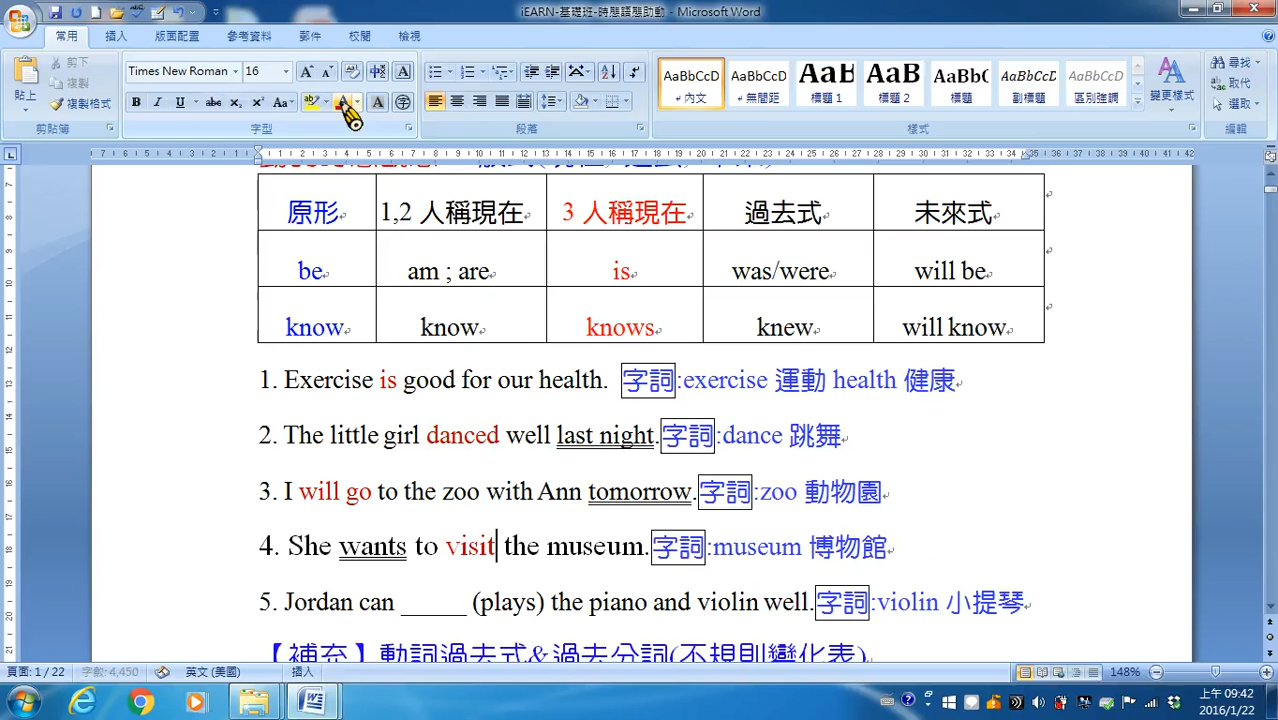 iEARN-基礎班-時態語態助動 - Microsoft Word
常用 插入 版面配置 參考資料 郵件 校閱 檢視
貼上 剪下 複製 複製格式 剪貼簿
Times New Roman 16
B I U abc x₂ x² Aa
字型
段落
AaBbCcD 內文 AaBbCcD 無間距 AaBb 標題 1 AaBb 標題 2 AaBb( 標題 AaBbCcD 副標題 AaBbCcD 區別強調
樣式
變更樣式
尋找 取代 選取 編輯
原形 1,2 人稱現在 3 人稱現在 過去式 未來式
be am ; are is was/were will be
know know knows knew will know
1. Exercise is good for our health. 字詞:exercise 運動 health 健康
2. The little girl danced well last night.字詞:dance 跳舞
3. I will go to the zoo with Ann tomorrow.字詞:zoo 動物園
4. She wants to visit the museum.字詞:museum 博物館
5. Jordan can _____ (plays) the piano and violin well.字詞:violin 小提琴
【補充】動詞過去式&過去分詞(不規則變化表)
頁面: 1 / 22 字數: 4,450 英文 (美國) 插入 148%
上午 09:42
2016/1/22